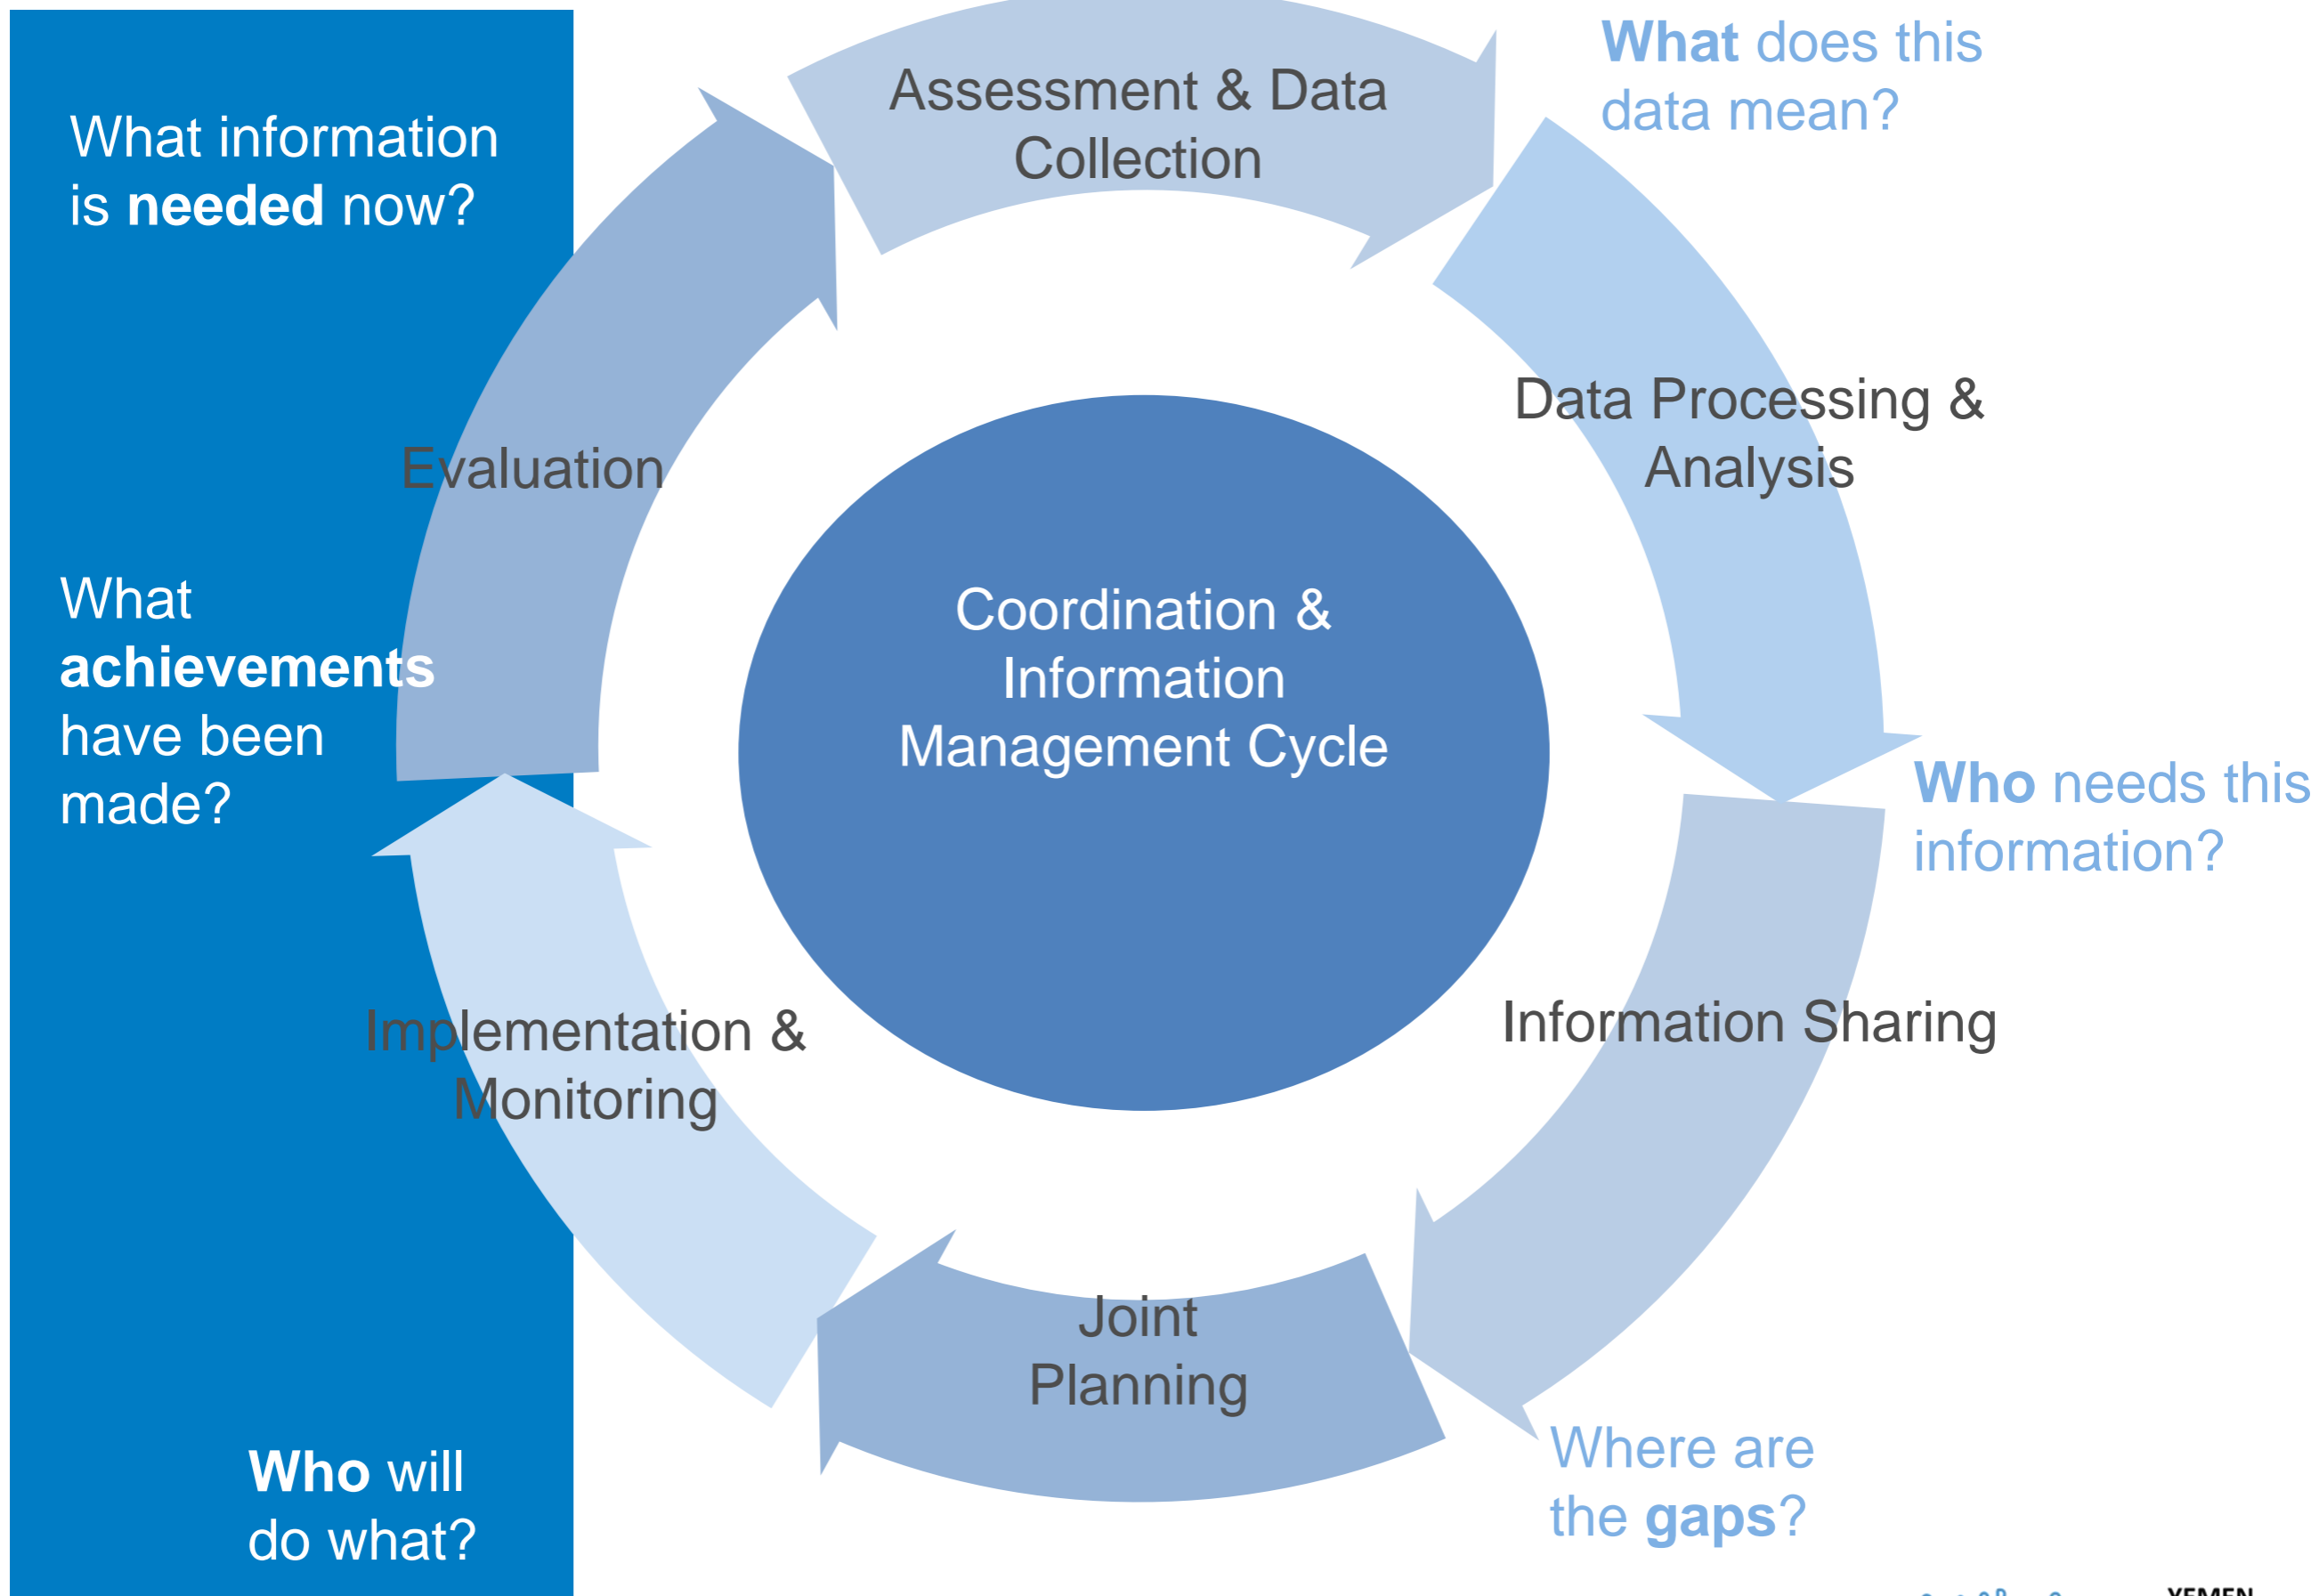 What information
is needed now?
Assessment & Data
Collection
What does this
data mean?
Data Processing &
Analysis
Evaluation
Coordination &
Information
Management Cycle
What
achievements
have been
made?
Who needs this
information?
Information Sharing
Implementation &
Monitoring
Joint
Planning
Where are
the gaps?
Who will
do what?
YEMEN